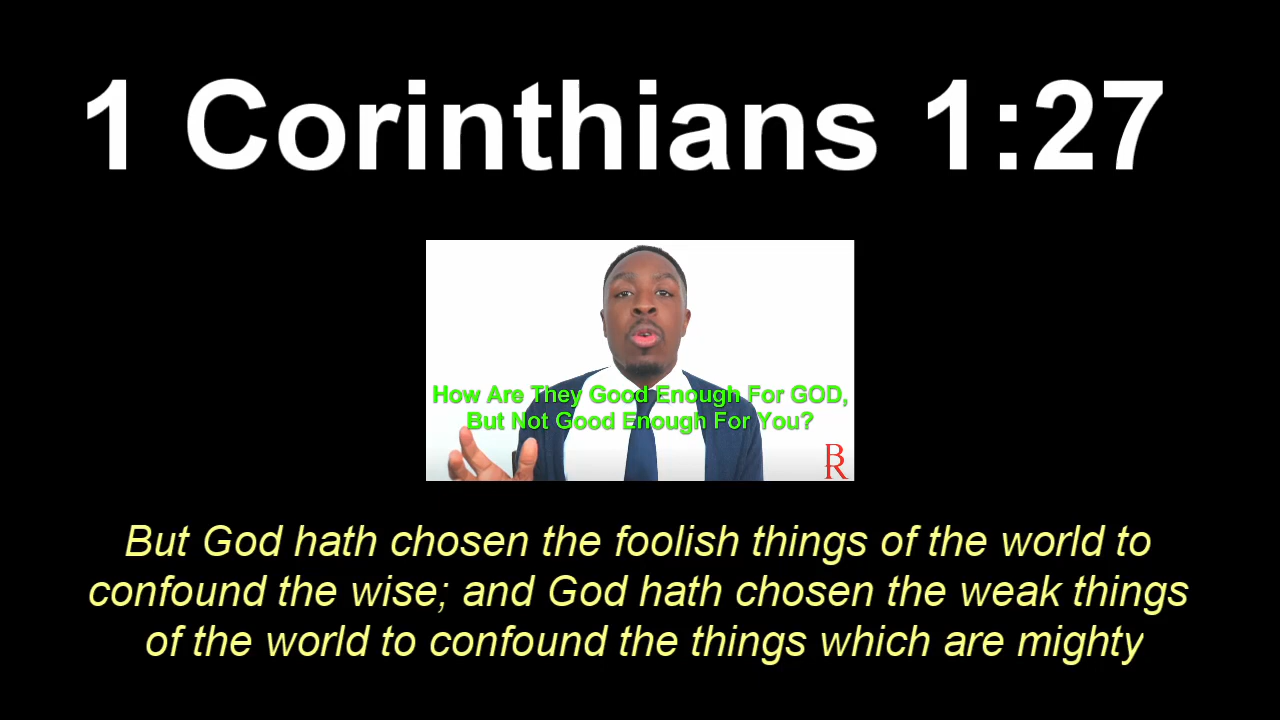 1 Corinthians 1:27
How Are They Good Enough For GOD,
But Not Good Enough For You?
BR
But God hath chosen the foolish things of the world to
confound the wise; and God hath chosen the weak things
of the world to confound the things which are mighty